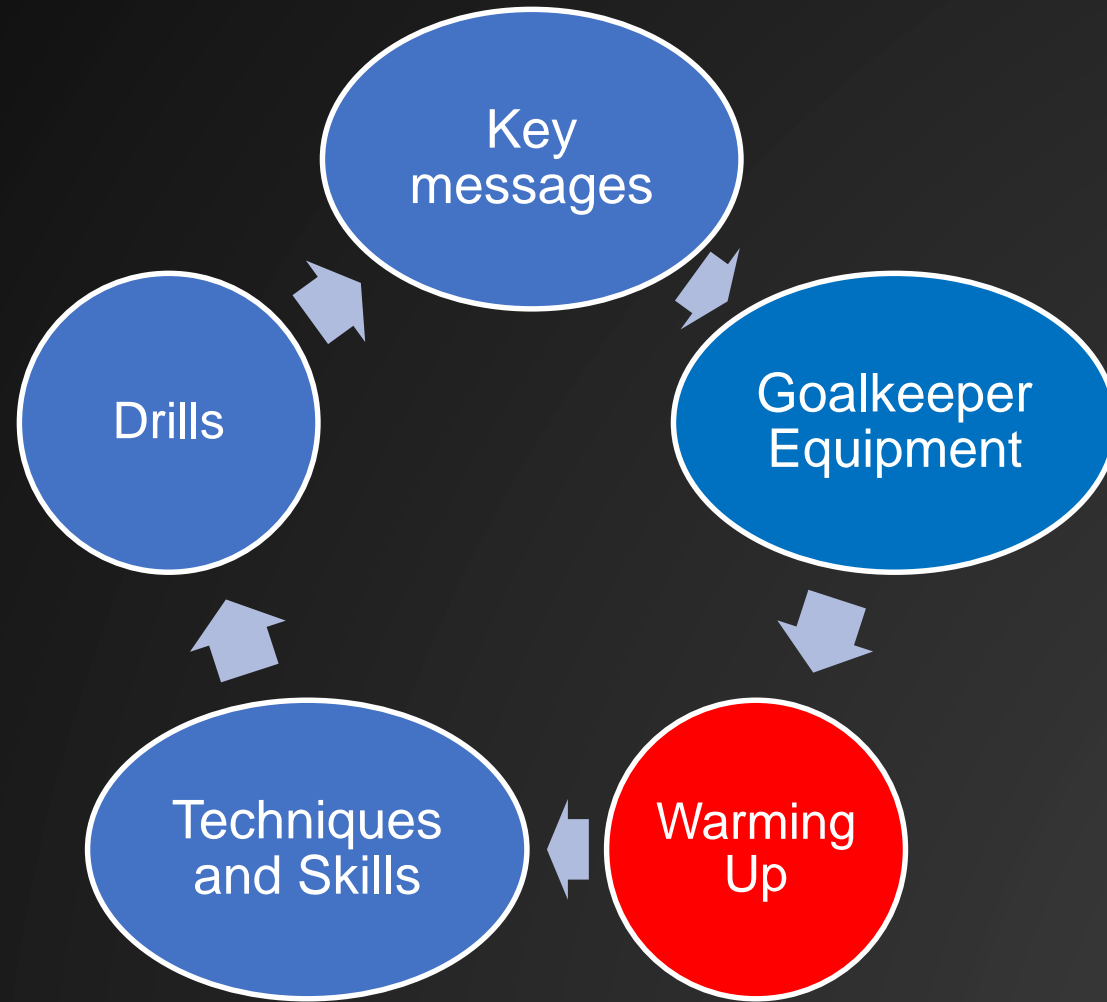 Key
messages
Goalkeeper
Equipment
Warming
Up
Techniques
and Skills
Drills